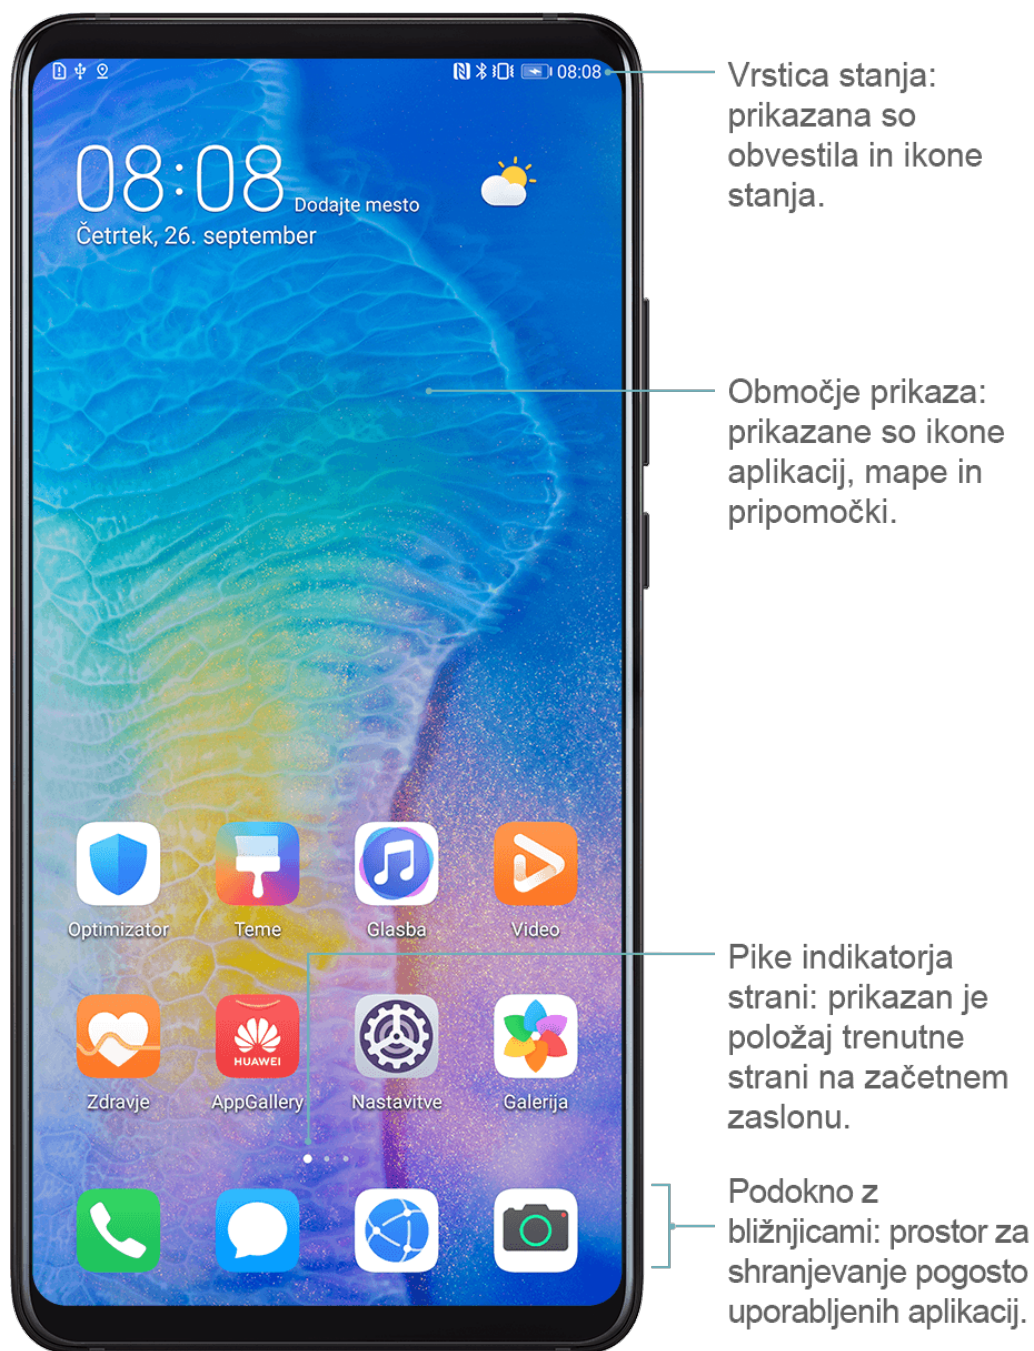 08:08
Vrstica stanja:
prikazana so
obvestila in ikone
stanja.
08:08 Dodajte mesto
Četrtek, 26. september
Območje prikaza:
prikazane so ikone
aplikacij, mape in
pripomočki.
Optimizator Teme Glasba Video
Pike indikatorja
strani: prikazan je
položaj trenutne
strani na začetnem
zaslonu.
HUAWEI
Zdravje AppGallery Nastavitve Galerija
Podokno z
bližnjicami: prostor za
shranjevanje pogosto
uporabljenih aplikacij.